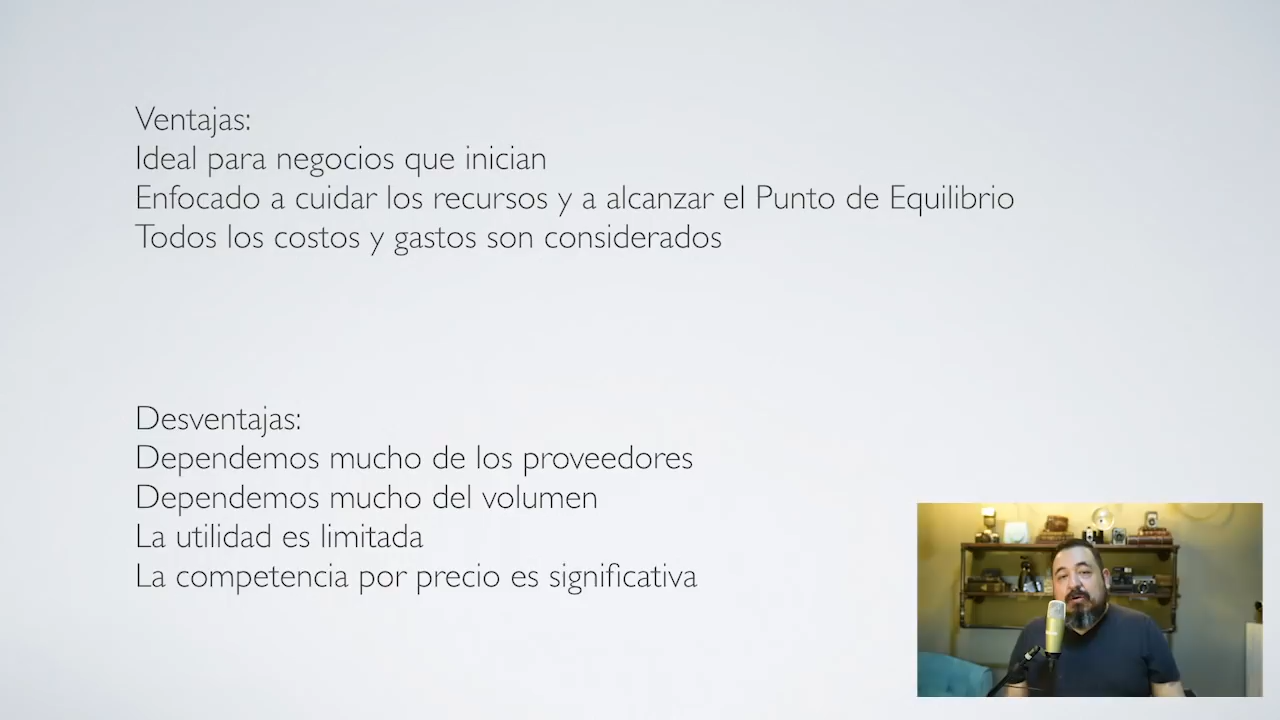 Ventajas:
Ideal para negocios que inician
Enfocado a cuidar los recursos y a alcanzar el Punto de Equilibrio
Todos los costos y gastos son considerados
Desventajas:
Dependemos mucho de los proveedores
Dependemos mucho del volumen
La utilidad es limitada
La competencia por precio es significativa